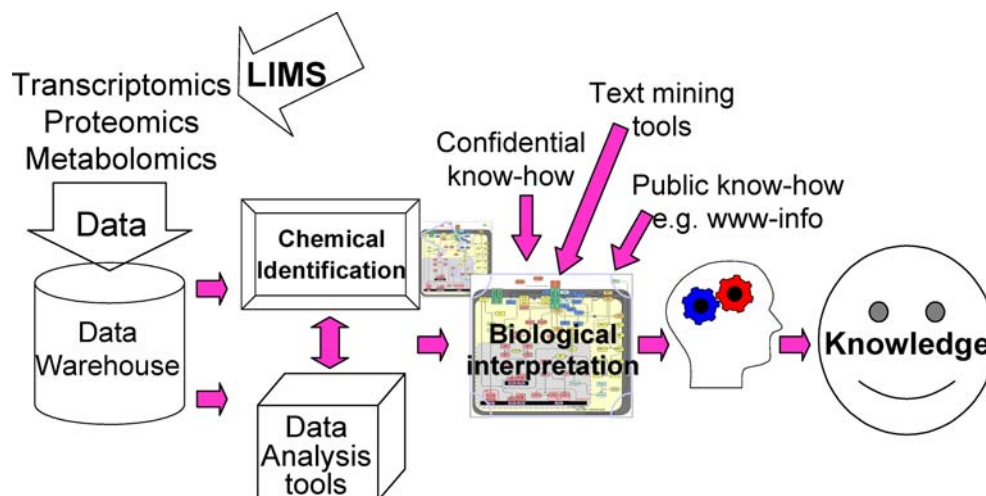 LIMS
Transcriptomics
Proteomics
Metabolomics
Data
Data
Warehouse
Chemical
Identification
Data
Analysis
tools
Confidential
know-how
Text mining
tools
Public know-how
e.g. www-info
Biological
interpretation
Knowledge